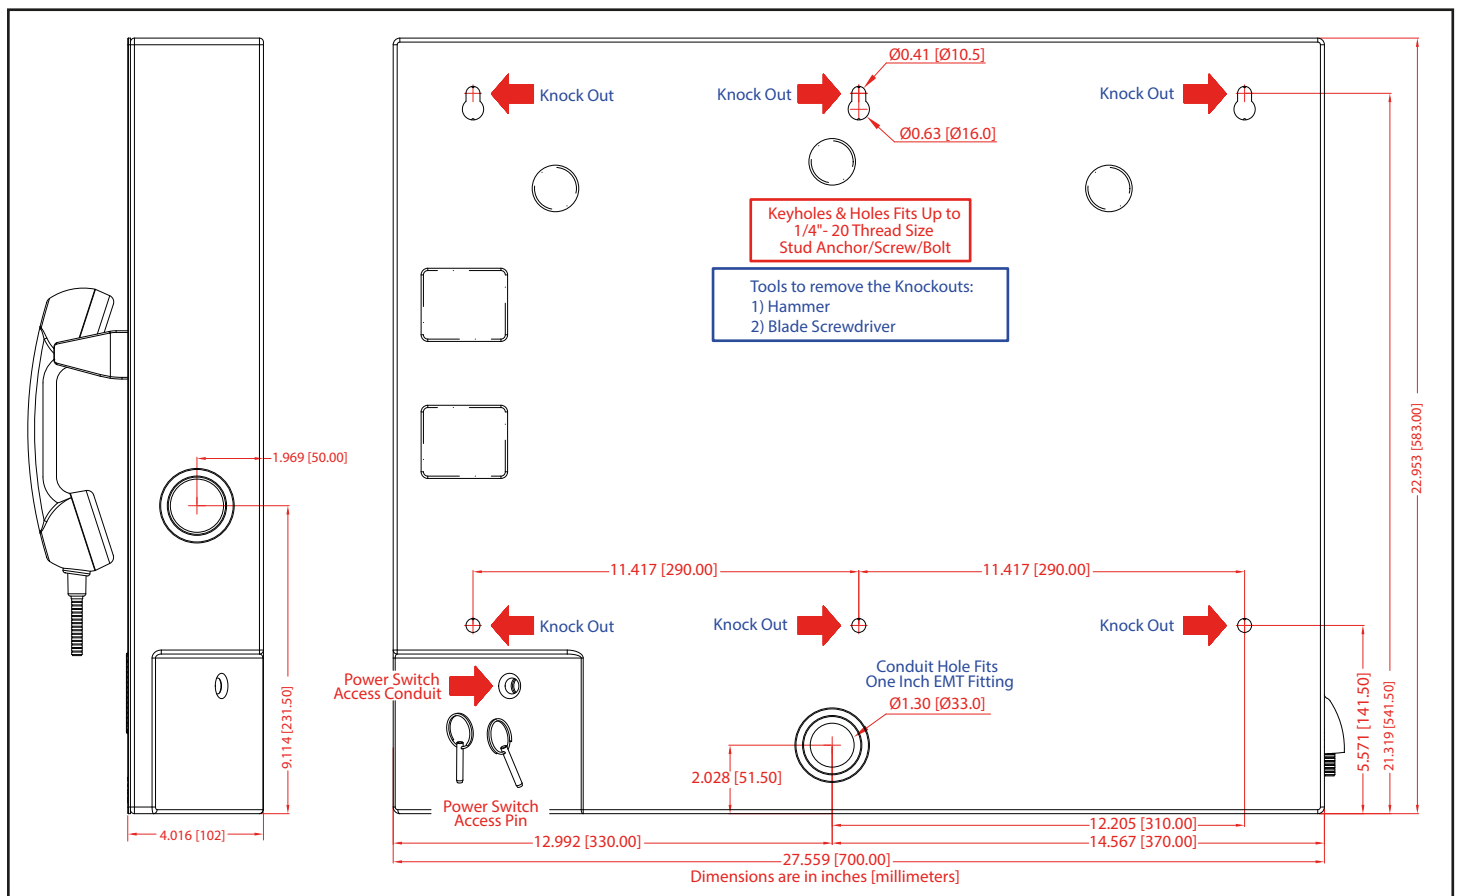 Ø0.41 [Ø10.5]
Knock Out
Knock Out
Knock Out
Ø0.63 [Ø16.0]
Keyholes & Holes Fits Up to
1/4"- 20 Thread Size
Stud Anchor/Screw/Bolt
Tools to remove the Knockouts:
1) Hammer
2) Blade Screwdriver
22.953 [583.00]
1.969 [50.00]
11.417 [290.00]
11.417 [290.00]
Knock Out
Knock Out
Knock Out
Power Switch
Access Conduit
Conduit Hole Fits
One Inch EMT Fitting
Ø1.30 [Ø33.0]
9.114 [231.50]
5.571 [141.50]
21.319 [541.50]
2.028 [51.50]
Power Switch
Access Pin
4.016 [102]
12.205 [310.00]
12.992 [330.00]
14.567 [370.00]
27.559 [700.00]
Dimensions are in inches [millimeters]